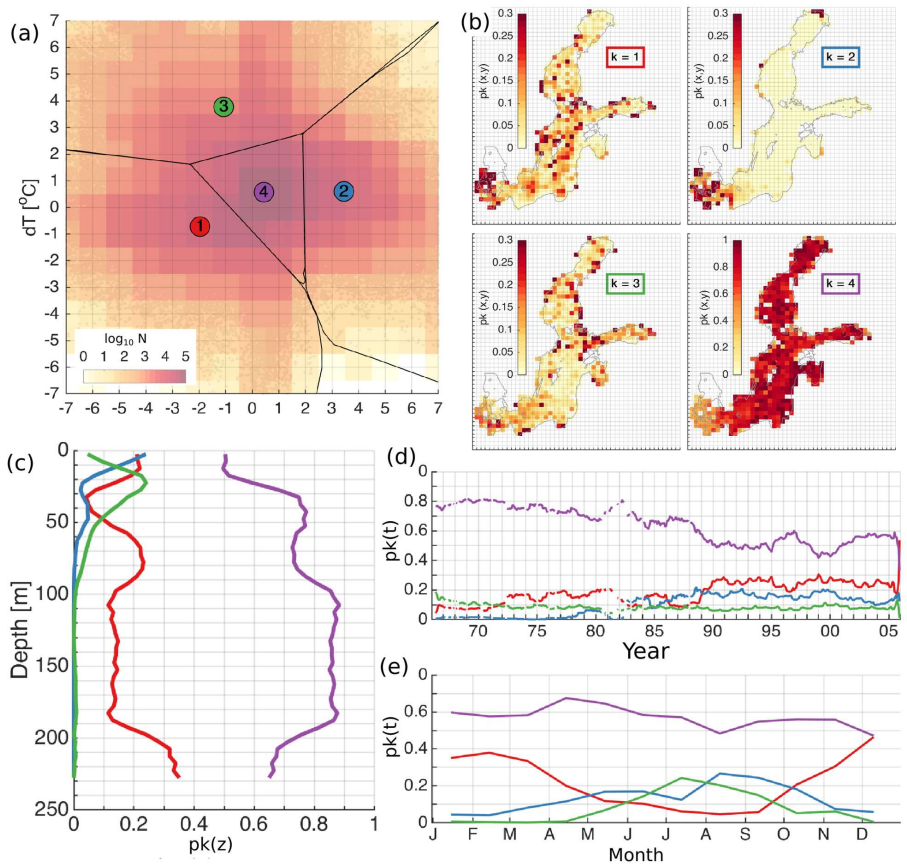 (a)
7
6
5
4
3
2
1
0
-1
-2
-3
-4
-5
-6
-7
dT [°C]
3
4
2
1
log10 N
0 1 2 3 4 5
-7 -6 -5 -4 -3 -2 -1 0 1 2 3 4 5 6 7
(b)
0.3
0.25
0.2
0.15
0.1
0.05
0
pk (x,y)
k = 1
0.3
0.25
0.2
0.15
0.1
0.05
0
pk (x,y)
k = 2
0.3
0.25
0.2
0.15
0.1
0.05
0
pk (x,y)
k = 3
1
0.8
0.6
0.4
0.2
0
pk (x,y)
k = 4
(c)
0
50
100
150
200
250
Depth [m]
0 0.2 0.4 0.6 0.8 1
pk(z)
(d)
0
0.8
0.6
0.4
0.2
0
pk(t)
70 75 80 85 90 95 00 05
Year
(e)
0
0.6
0.4
0.2
0
pk(t)
J F M A M J J A S O N D
Month